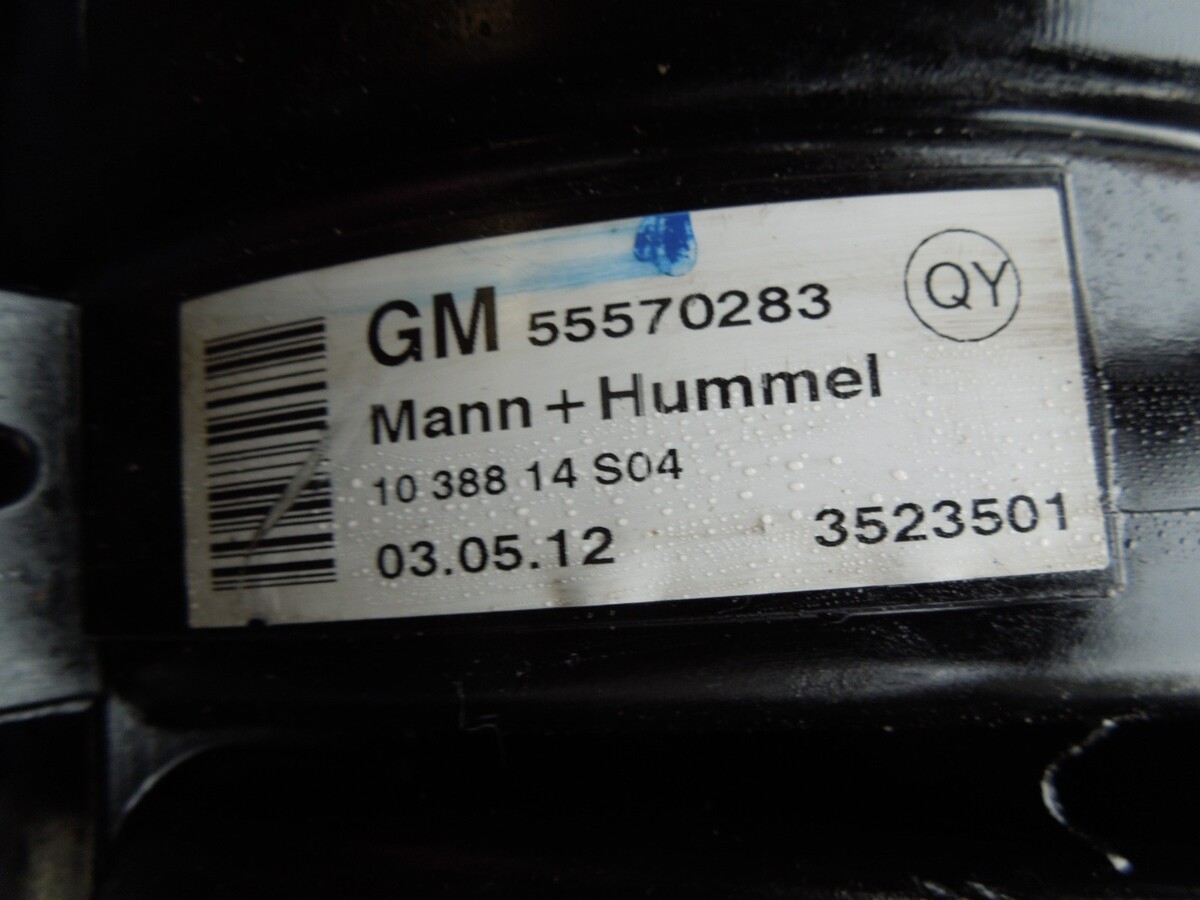 GM 55570283 QY
Mann + Hummel
10 388 14 S04
03.05.12 3523501